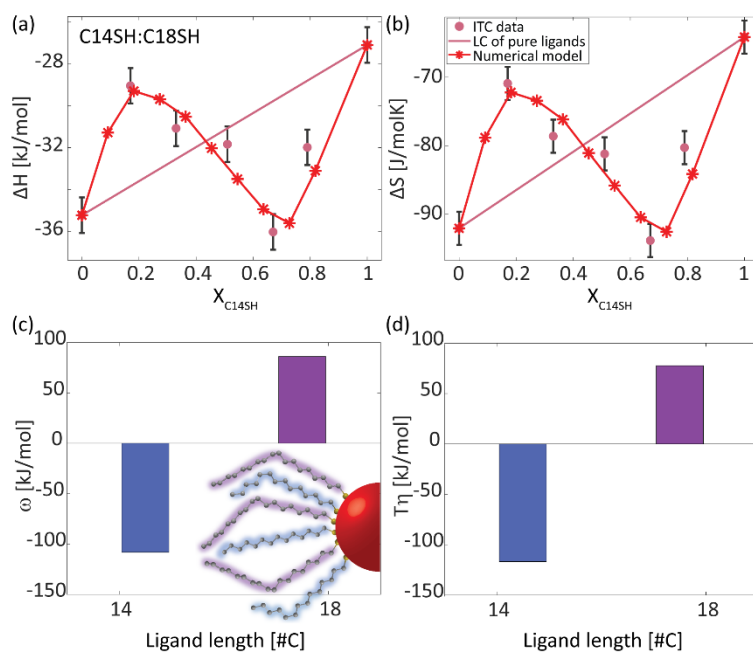 (a)
C14SH:C18SH
ΔH [kJ/mol]
-28
-32
-36
0
0.2
0.4
0.6
0.8
1
X_C14SH
(b)
ITC data
LC of pure ligands
Numerical model
ΔS [J/molK]
-70
-80
-90
0
0.2
0.4
0.6
0.8
1
X_C14SH
(c)
ω [kJ/mol]
100
50
0
-50
-100
-150
14
18
Ligand length [#C]
(d)
Tη [kJ/mol]
100
50
0
-50
-100
-150
14
18
Ligand length [#C]